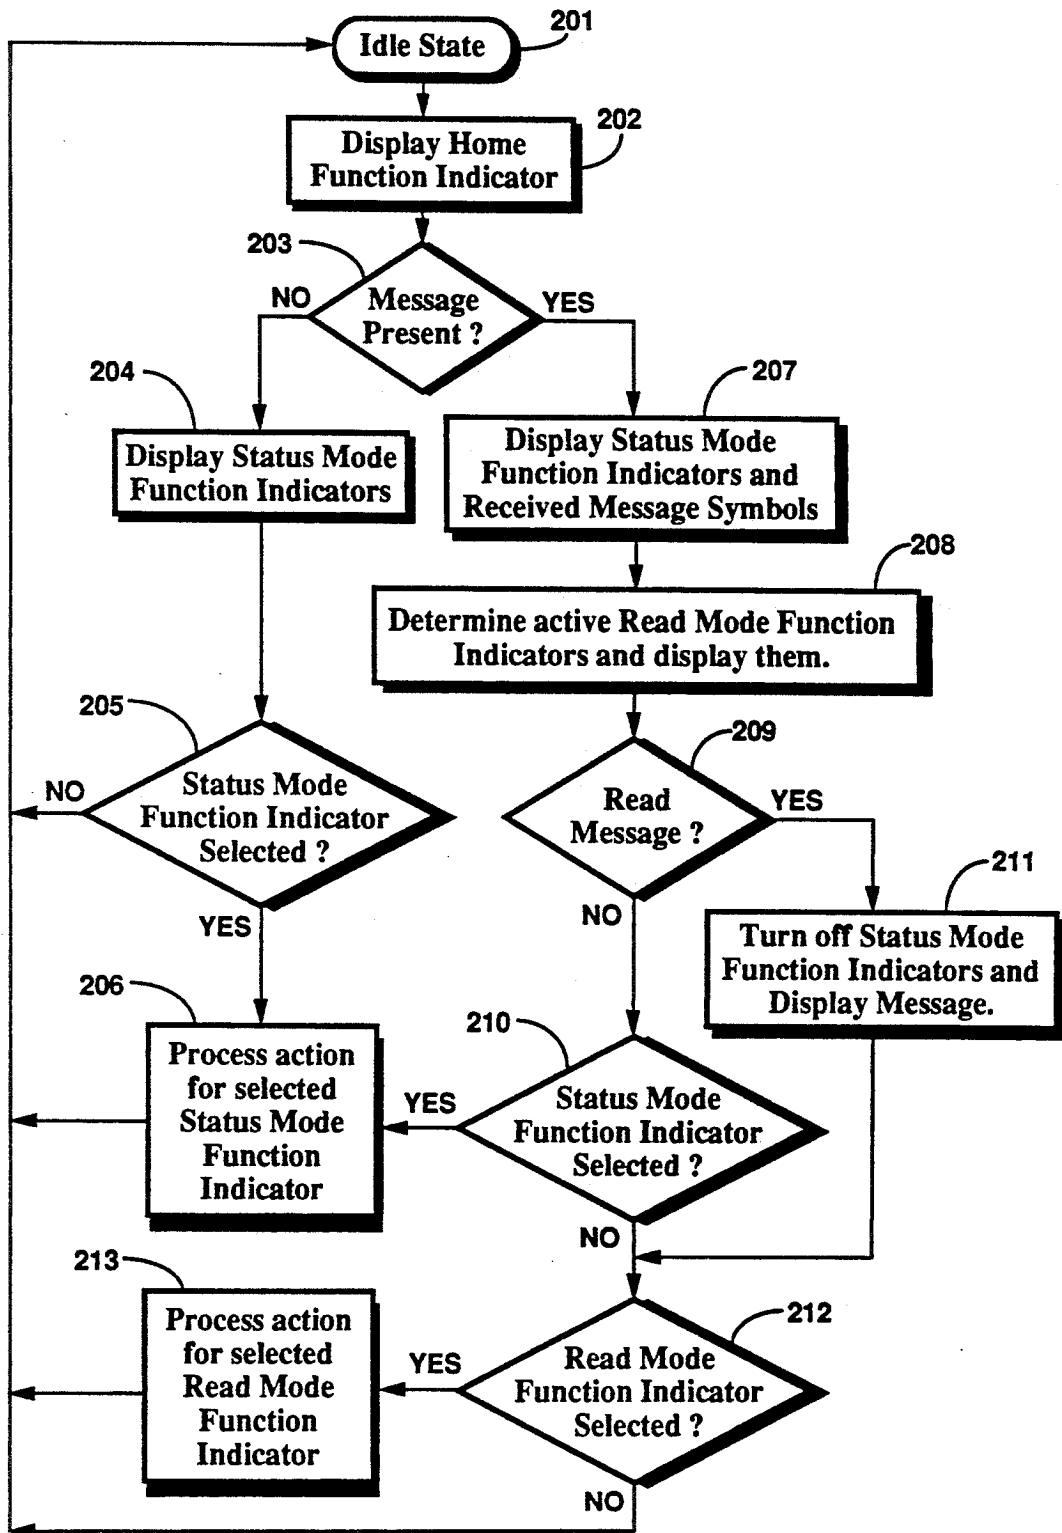 201
Idle State
202
Display Home
Function Indicator
203
NO
YES
Message
Present ?
204
207
Display Status Mode
Function Indicators
Display Status Mode
Function Indicators and
Received Message Symbols
208
Determine active Read Mode Function
Indicators and display them.
205
209
NO
Status Mode
Function Indicator
Selected ?
Read
Message ?
YES
211
YES
NO
Turn off Status Mode
Function Indicators and
Display Message.
206
210
Process action
for selected
Status Mode
Function
Indicator
YES
Status Mode
Function Indicator
Selected ?
NO
213
212
Process action
for selected
Read Mode
Function
Indicator
YES
Read Mode
Function Indicator
Selected ?
NO